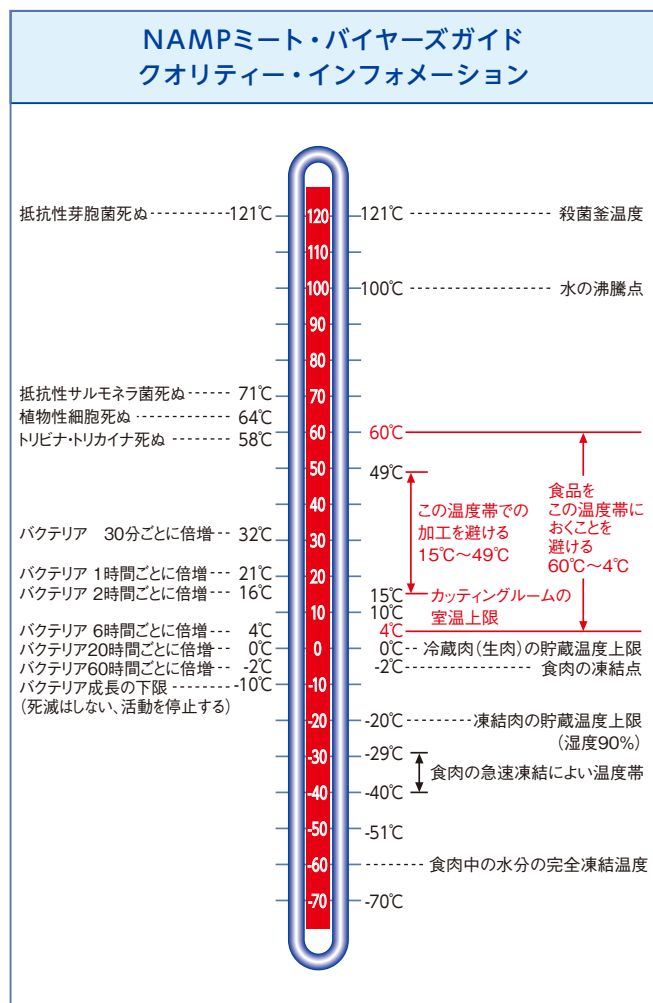 NAMPミート・バイヤーズガイド
クオリティー・インフォメーション
抵抗性芽胞菌死ぬ 121℃
抵抗性サルモネラ菌死ぬ 71℃
植物性細胞死ぬ 64℃
トリビナ・トリカイナ死ぬ 58℃
バクテリア 30分ごとに倍増 32℃
バクテリア 1時間ごとに倍増 21℃
バクテリア 2時間ごとに倍増 16℃
バクテリア 6時間ごとに倍増 4℃
バクテリア20時間ごとに倍増 0℃
バクテリア60時間ごとに倍増 -2℃
バクテリア成長の下限 -10℃
(死滅はしない、活動を停止する)
120
110
100
90
80
70
60
50
40
30
20
10
0
-10
-20
-30
-40
-50
-60
-70
121℃ 殺菌釜温度
100℃ 水の沸騰点
60℃
49℃
この温度帯での
加工を避ける
15℃～49℃
食品を
この温度帯に
おくことを
避ける
60℃～4℃
15℃ カッティングルームの
室温上限
10℃
4℃
0℃ 冷蔵肉(生肉)の貯蔵温度上限
-2℃ 食肉の凍結点
-20℃ 凍結肉の貯蔵温度上限
(湿度90%)
-29℃
食肉の急速凍結によい温度帯
-40℃
-51℃
食肉中の水分の完全凍結温度
-70℃